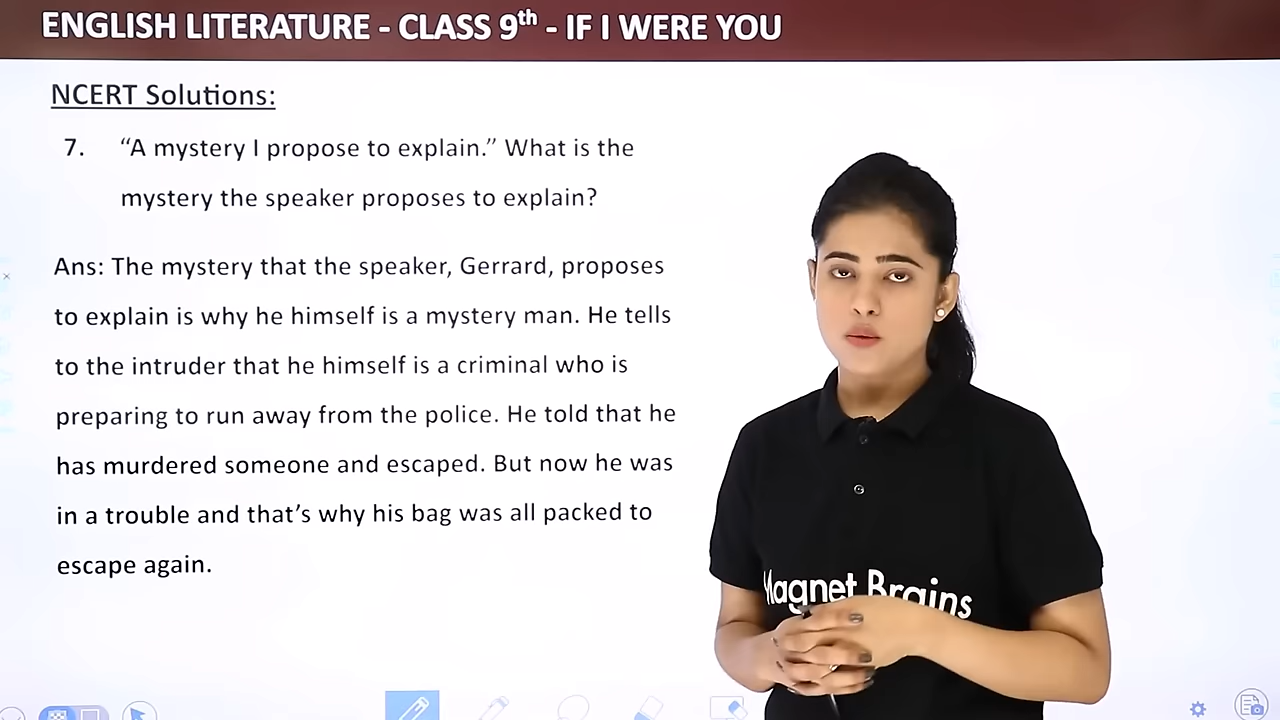 ENGLISH LITERATURE - CLASS 9th - IF I WERE YOU
NCERT Solutions:
7. “A mystery I propose to explain.” What is the
mystery the speaker proposes to explain?
Ans: The mystery that the speaker, Gerrard, proposes
to explain is why he himself is a mystery man. He tells
to the intruder that he himself is a criminal who is
preparing to run away from the police. He told that he
has murdered someone and escaped. But now he was
in a trouble and that’s why his bag was all packed to
escape again.
Magnet Brains